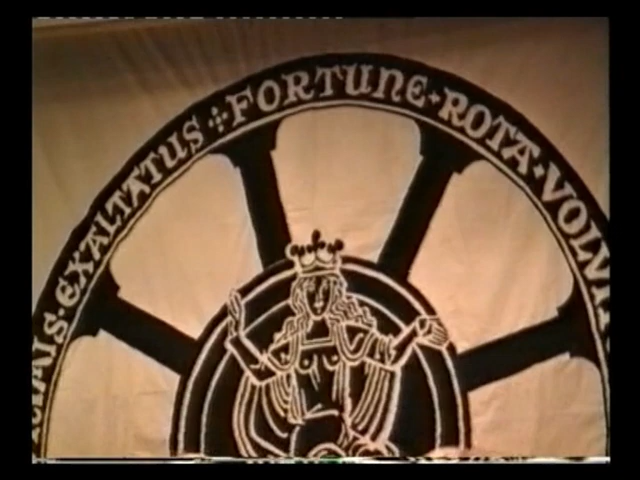 EXALTATUS ⁘ FORTUNE · ROTA · VOLVI